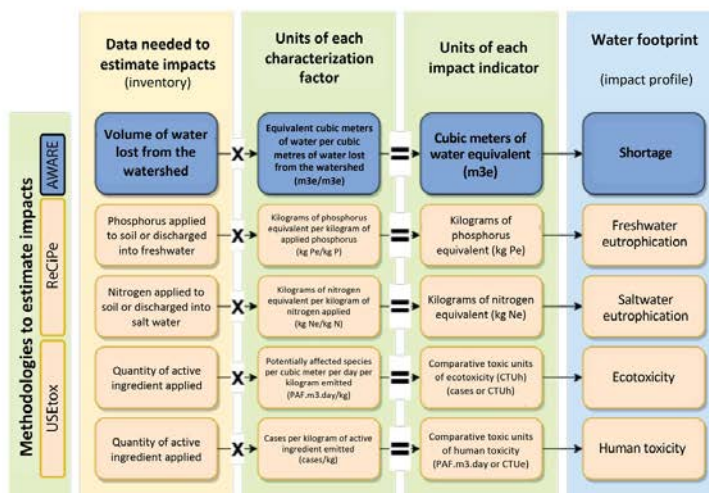 Data needed to
estimate impacts
(inventory)
Units of each
characterization
factor
Units of each
impact indicator
Water footprint
(impact profile)
Methodologies to estimate impacts
AWARE
Volume of water
lost from the
watershed
X
Equivalent cubic meters
of water per cubic
metres of water lost
from the watershed
(m3e/m3e)
=
Cubic meters of
water equivalent
(m3e)
Shortage
ReCiPe
Phosphorus applied
to soil or discharged
into freshwater
X
Kilograms of phosphorus
equivalent per kilogram of
applied phosphorus
(kg Pe/kg P)
=
Kilograms of
phosphorus
equivalent (kg Pe)
Freshwater
eutrophication
Nitrogen applied to
soil or discharged into
salt water
X
Kilograms of nitrogen
equivalent per kilogram of
nitrogen applied
(kg Ne/kg N)
=
Kilograms of nitrogen
equivalent (kg Ne)
Saltwater
eutrophication
USEtox
Quantity of active
ingredient applied
X
Potentially affected species
per cubic meter per day per
kilogram emitted
(PAF.m3.day/kg)
=
Comparative toxic units
of ecotoxicity (CTUh)
(cases or CTUh)
Ecotoxicity
Quantity of active
ingredient applied
X
Cases per kilogram of active
ingredient emitted
(cases/kg)
=
Comparative toxic units
of human toxicity
(PAF.m3.day or CTUe)
Human toxicity